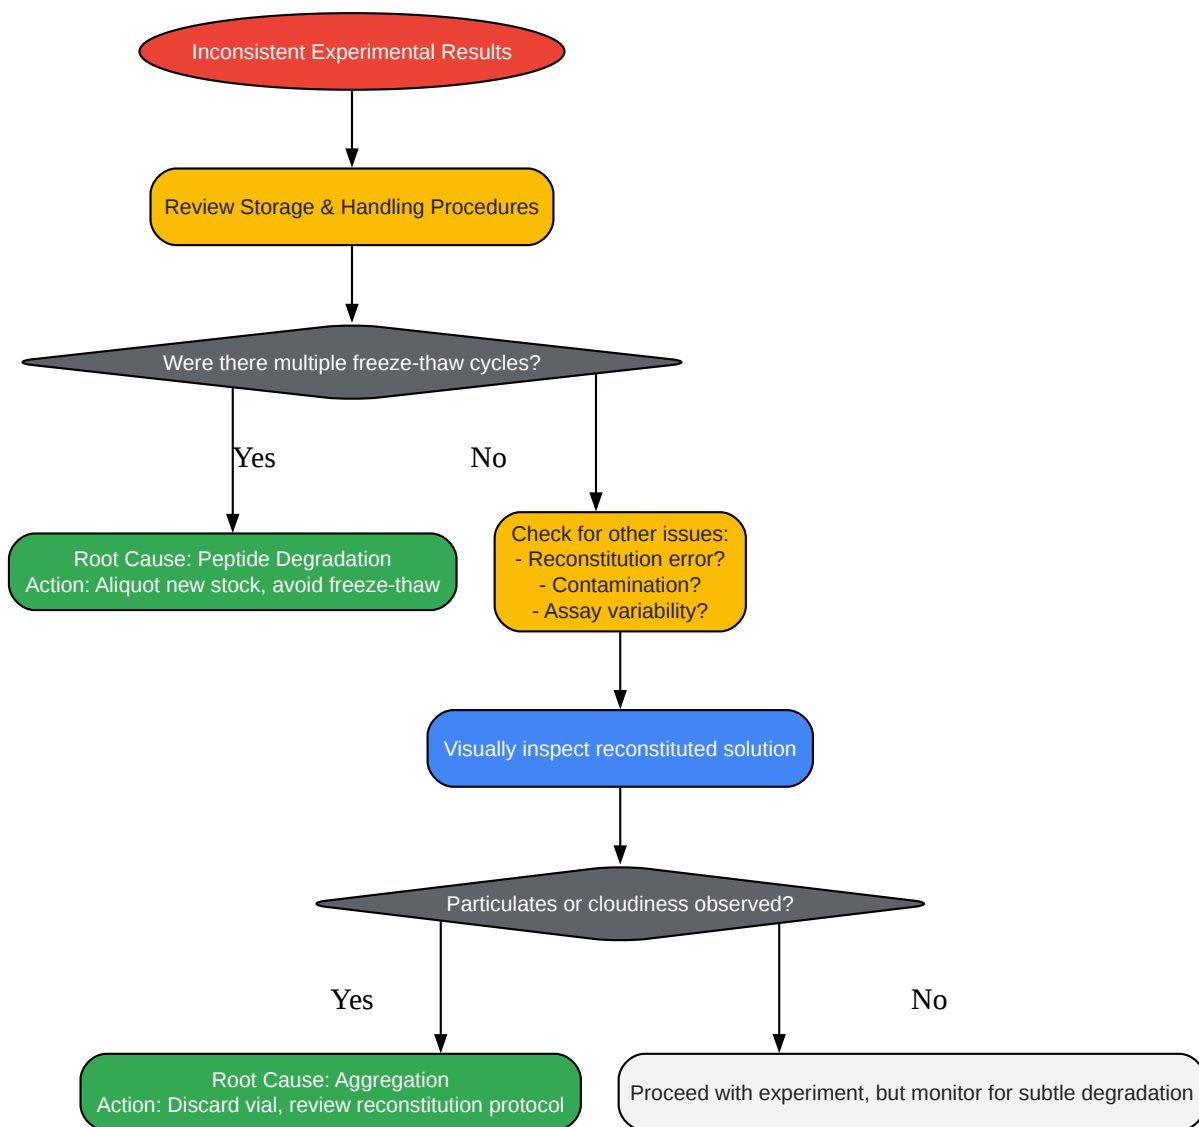 Inconsistent Experimental Results
Review Storage & Handling Procedures
Were there multiple freeze-thaw cycles?
Yes
No
Root Cause: Peptide Degradation
Action: Aliquot new stock, avoid freeze-thaw
Check for other issues:
- Reconstitution error?
- Contamination?
- Assay variability?
Visually inspect reconstituted solution
Particulates or cloudiness observed?
Yes
No
Root Cause: Aggregation
Action: Discard vial, review reconstitution protocol
Proceed with experiment, but monitor for subtle degradation